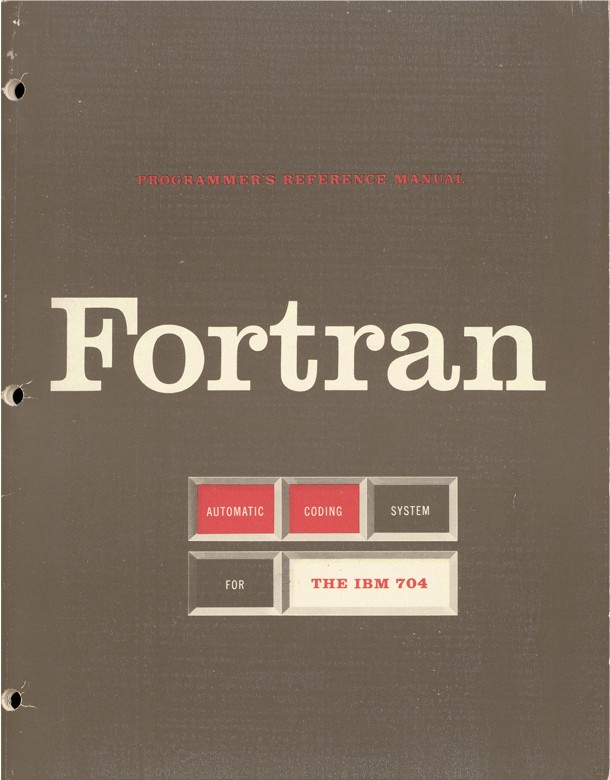 PROGRAMMER'S REFERENCE MANUAL
Fortran
AUTOMATIC CODING SYSTEM
FOR THE IBM 704